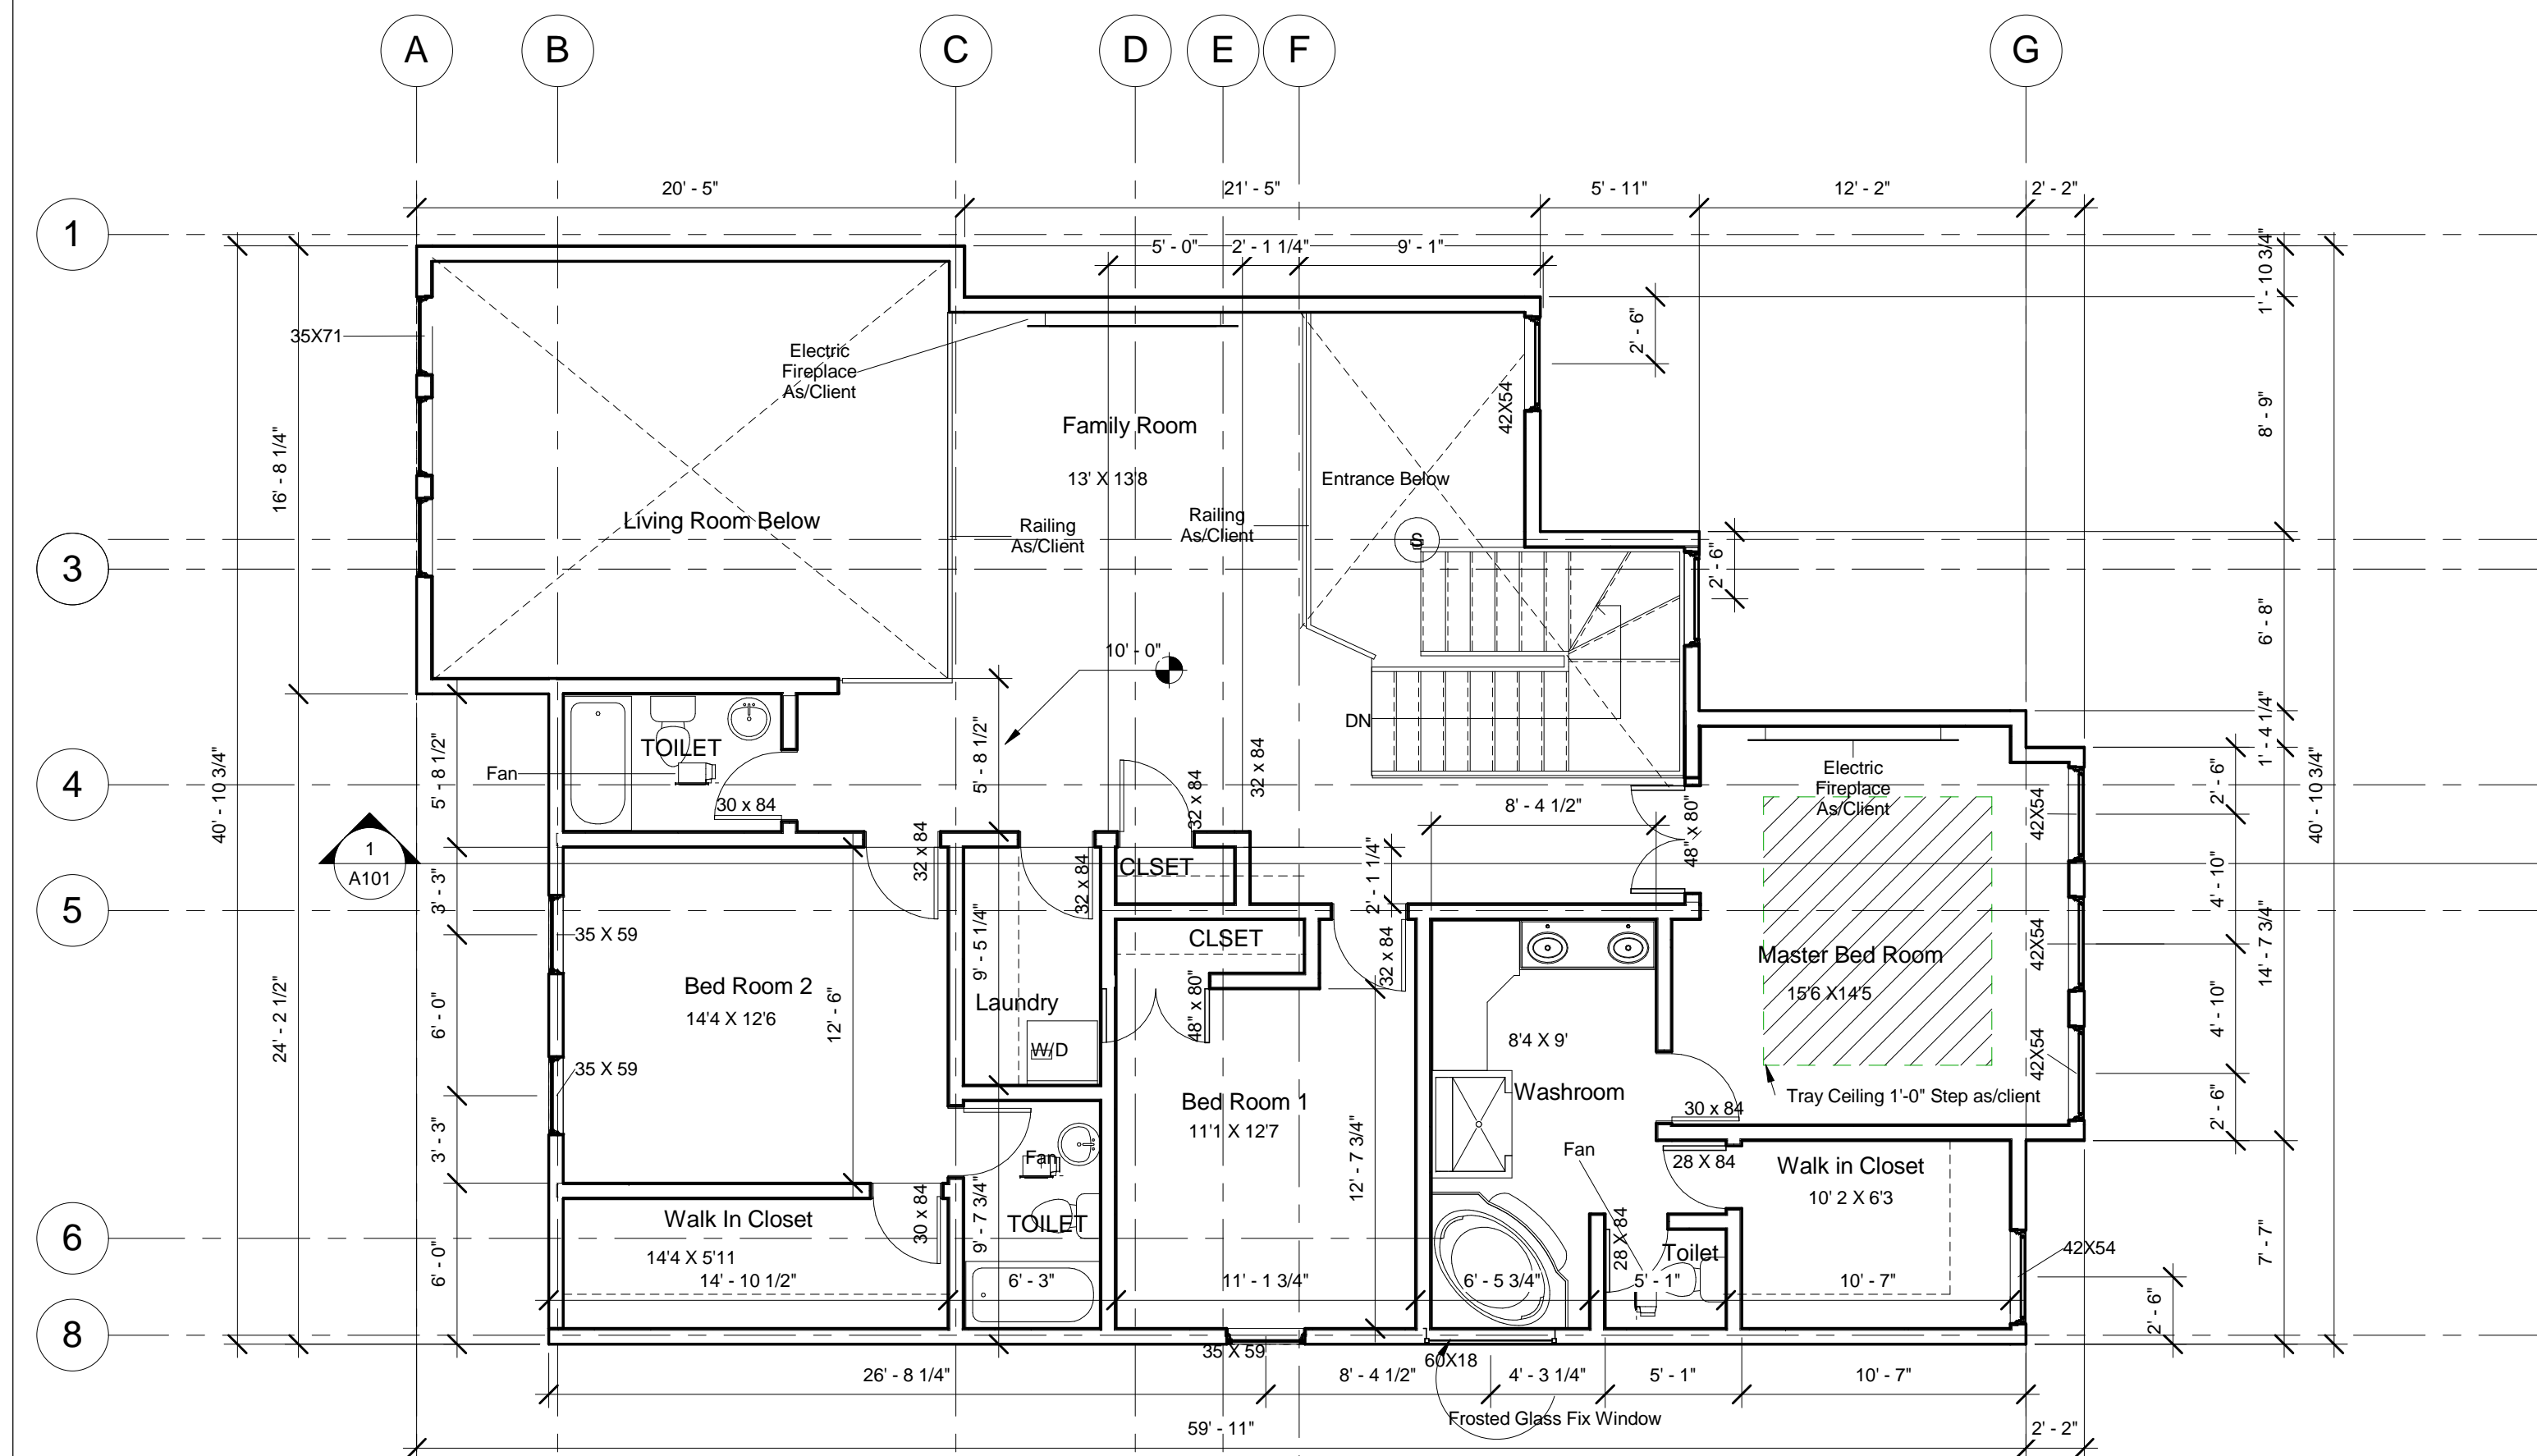 A
B
C
D
E
F
G
20' - 5"
21' - 5"
5' - 11"
12' - 2"
2' - 2"
1
5' - 0"
2' - 1 1/4"
9' - 1"
1' - 10 3/4"
35X71
2' - 6"
Electric
Fireplace
As/Client
42X54
8' - 9"
Family Room
13' X 13'8
16' - 8 1/4"
Entrance Below
Living Room Below
Railing
As/Client
Railing
As/Client
S
3
2' - 6"
6' - 8"
10' - 0"
DN
1' - 4 1/4"
TOILET
Fan
30 x 84
5' - 8 1/2"
5' - 8 1/2"
40' - 10 3/4"
32 x 84
32 x 84
8' - 4 1/2"
48" x 80"
Electric
Fireplace
As/Client
42X54
2' - 6"
40' - 10 3/4"
4
1
A101
32 x 84
32 x 84
CLSET
2' - 1 1/4"
3' - 3"
4' - 10"
5
35 X 59
CLSET
9' - 5 1/4"
32 x 84
42X54
14' - 7 3/4"
Master Bed Room
15'6 X14'5
Bed Room 2
14'4 X 12'6
12' - 6"
Laundry
48" x 80"
W/D
6' - 0"
24' - 2 1/2"
8'4 X 9'
4' - 10"
42X54
35 X 59
Washroom
Tray Ceiling 1'-0" Step as/client
Bed Room 1
11'1 X 12'7
30 x 84
2' - 6"
3' - 3"
Fan
Fan
28 X 84
Walk in Closet
10' 2 X 6'3
12' - 7 3/4"
9' - 7 3/4"
30 x 84
Walk In Closet
14'4 X 5'11
TOILET
28 X 84
Toilet
42X54
7' - 7"
6
6' - 0"
14' - 10 1/2"
6' - 3"
11' - 1 3/4"
6' - 5 3/4"
5' - 1"
10' - 7"
2' - 6"
8
35 X 59
60X18
26' - 8 1/4"
8' - 4 1/2"
4' - 3 1/4"
5' - 1"
10' - 7"
Frosted Glass Fix Window
59' - 11"
2' - 2"